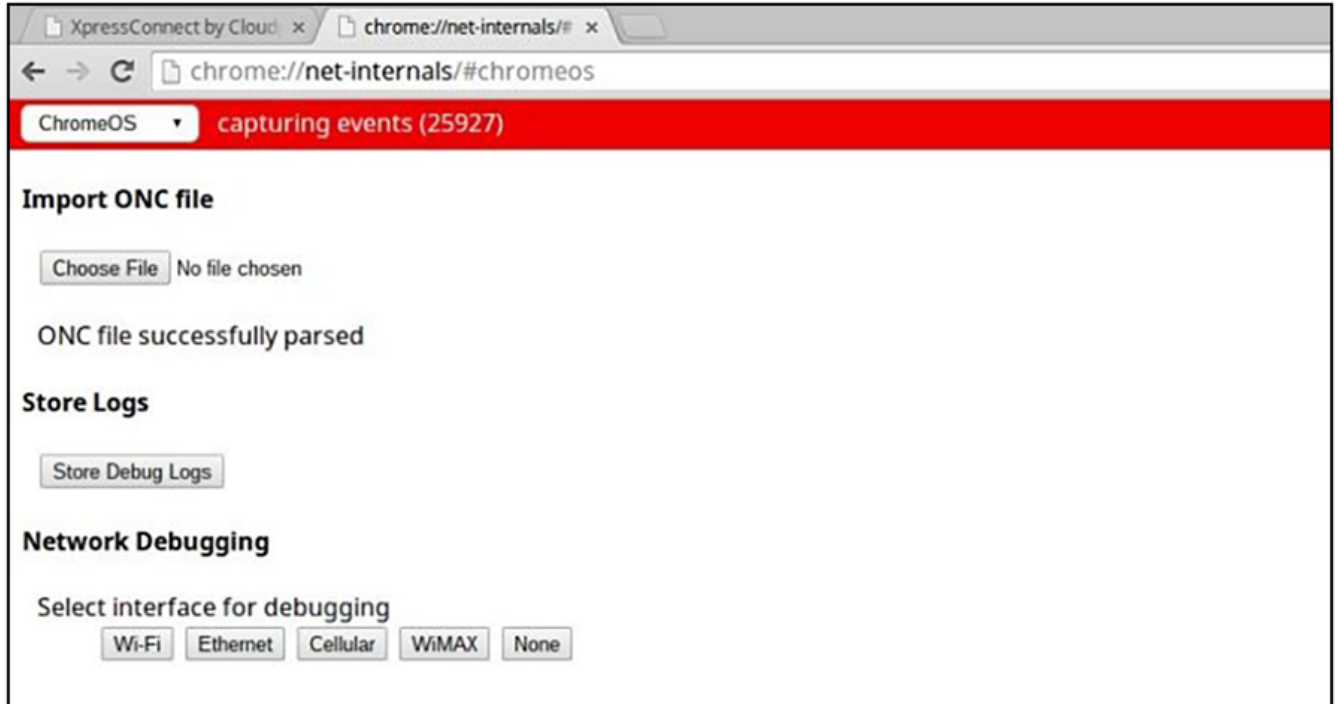 XpressConnect by Cloud chrome://net-internals/#
chrome://net-internals/#chromeos
ChromeOS capturing events (25927)
Import ONC file
Choose File No file chosen
ONC file successfully parsed
Store Logs
Store Debug Logs
Network Debugging
Select interface for debugging
Wi-Fi Ethernet Cellular WiMAX None